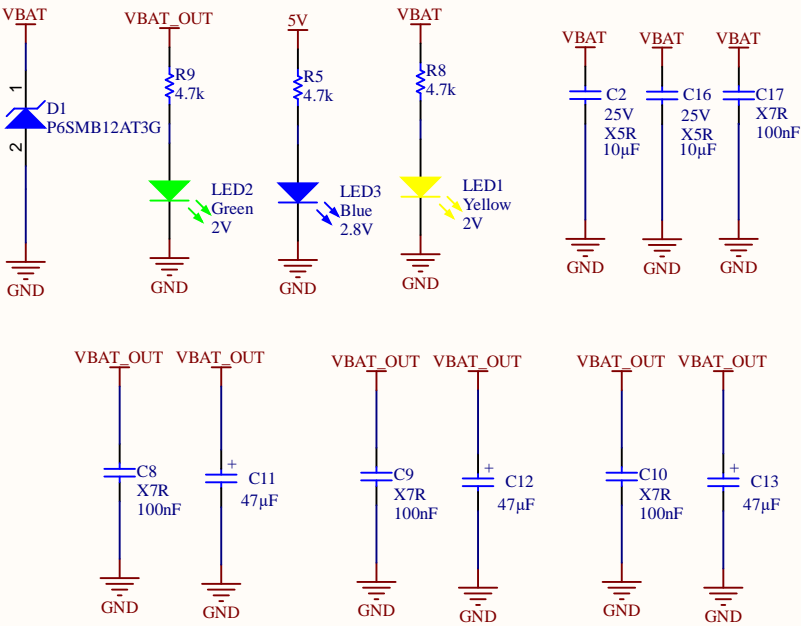 VBAT
1
D1
P6SMB12AT3G
2
GND
VBAT_OUT
R9
4.7k
LED2
Green
2V
GND
5V
R5
4.7k
LED3
Blue
2.8V
GND
VBAT
R8
4.7k
LED1
Yellow
2V
GND
VBAT
C2
25V
X5R
10µF
GND
VBAT
C16
25V
X5R
10µF
GND
VBAT
C17
X7R
100nF
GND
VBAT_OUT
C8
X7R
100nF
GND
VBAT_OUT
+
C11
47µF
GND
VBAT_OUT
C9
X7R
100nF
GND
VBAT_OUT
+
C12
47µF
GND
VBAT_OUT
C10
X7R
100nF
GND
VBAT_OUT
+
C13
47µF
GND